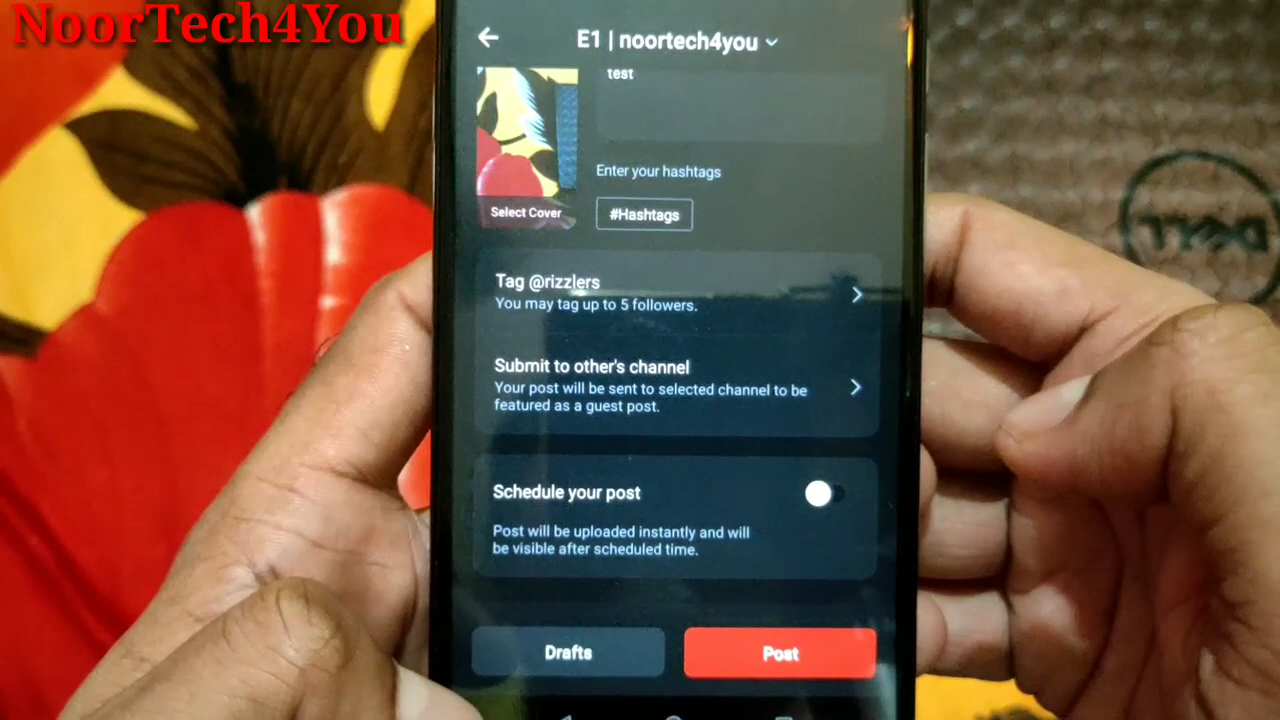 NoorTech4You
E1 | noortech4you
test
Enter your hashtags
Select Cover
#Hashtags
Tag @rizzlers
You may tag up to 5 followers.
Submit to other's channel
Your post will be sent to selected channel to be
featured as a guest post.
Schedule your post
Post will be uploaded instantly and will
be visible after scheduled time.
Drafts
Post
DELL